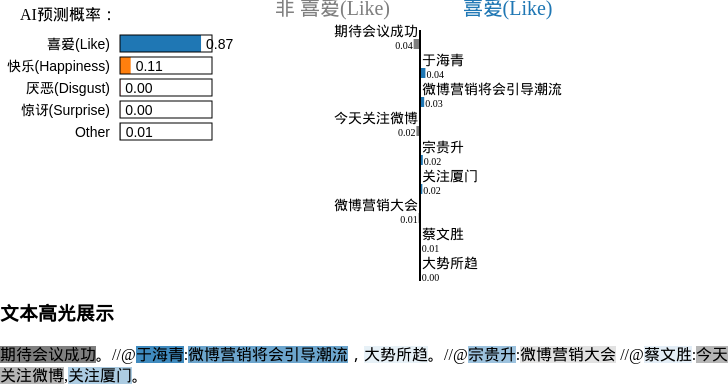 AI预测概率：
喜爱(Like) 0.87
快乐(Happiness) 0.11
厌恶(Disgust) 0.00
惊讶(Surprise) 0.00
Other 0.01
非 喜爱(Like) 喜爱(Like)
期待会议成功
0.04
于海青
0.04
微博营销将会引导潮流
0.03
今天关注微博
0.02
宗贵升
0.02
关注厦门
0.02
微博营销大会
0.01
蔡文胜
0.01
大势所趋
0.00
文本高光展示
期待会议成功。//@于海青:微博营销将会引导潮流，大势所趋。//@宗贵升:微博营销大会 //@蔡文胜:今天
关注微博,关注厦门。